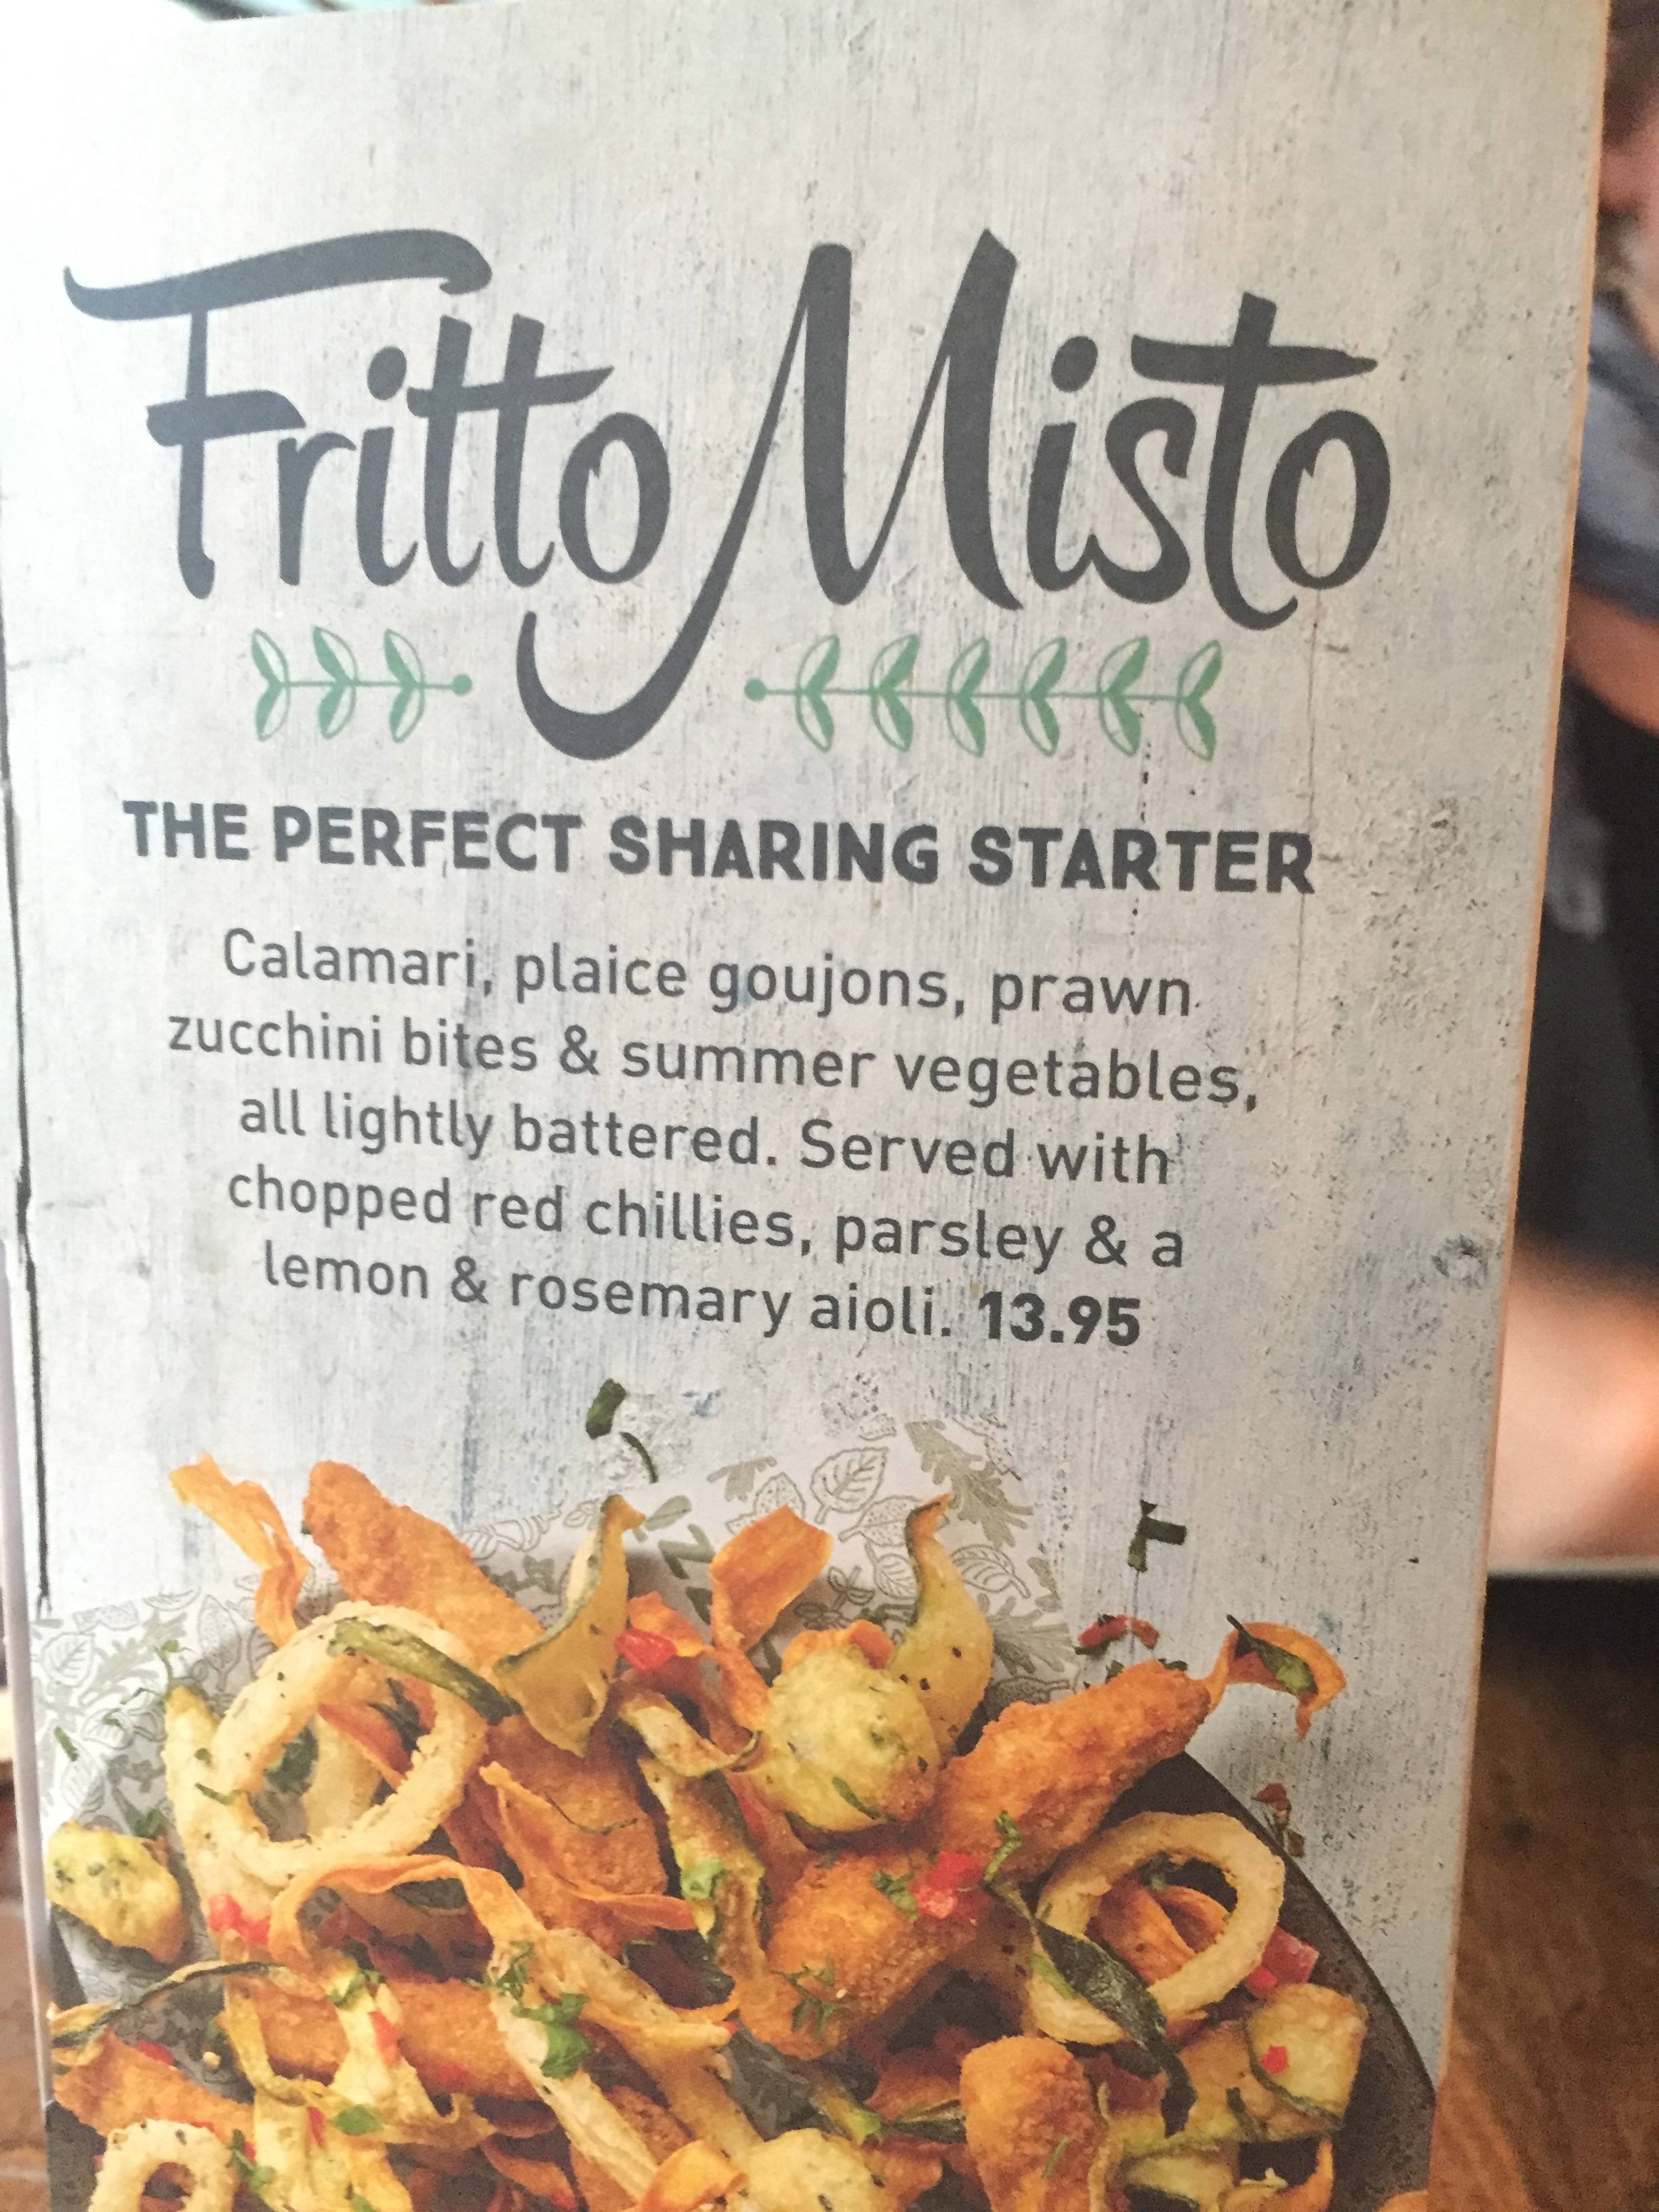 Fritto Misto
THE PERFECT SHARING STARTER
Calamari, plaice goujons, prawn
zucchini bites & summer vegetables,
all lightly battered. Served with
chopped red chillies, parsley & a
lemon & rosemary aioli. 13.95